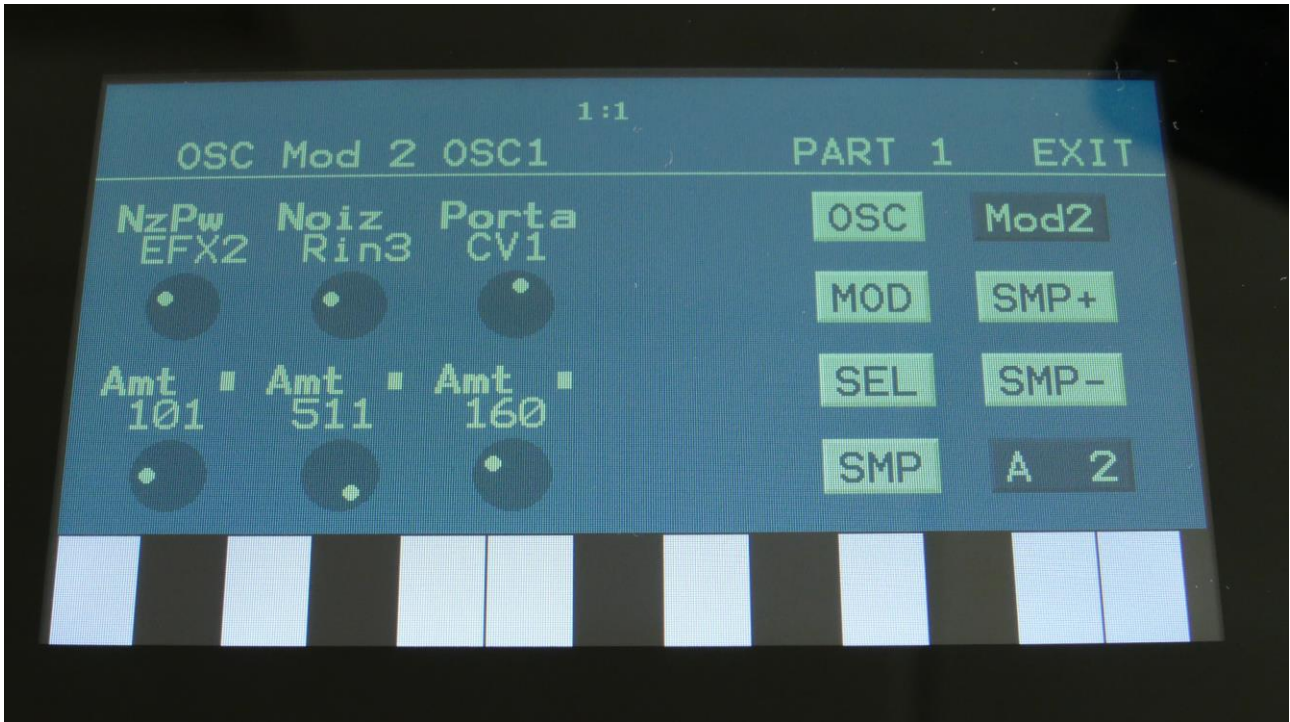 1:1
OSC Mod 2 OSC1 PART 1 EXIT
NzPw Noiz Porta OSC Mod2
EFX2 Rin3 CV1
MOD SMP+
Amt Amt Amt SEL SMP-
101 511 160
SMP A 2